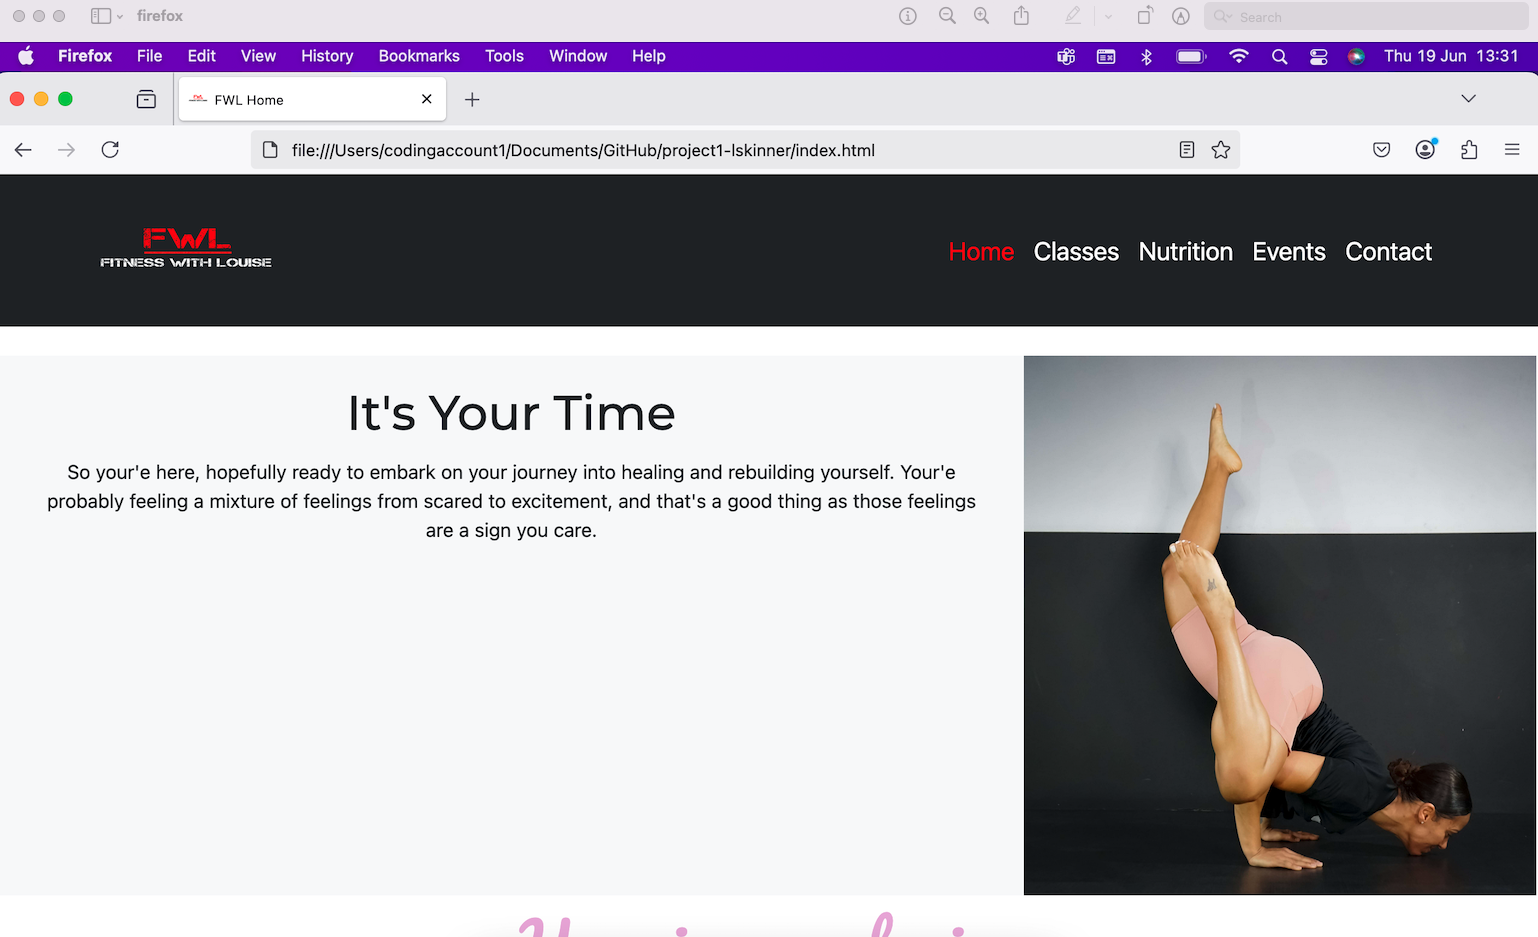 firefox
Search
Firefox File Edit View History Bookmarks Tools Window Help Thu 19 Jun 13:31
FWL Home
file:///Users/codingaccount1/Documents/GitHub/project1-lskinner/index.html
FWL
FITNESS WITH LOUISE
Home Classes Nutrition Events Contact
It's Your Time
So your'e here, hopefully ready to embark on your journey into healing and rebuilding yourself. Your'e
probably feeling a mixture of feelings from scared to excitement, and that's a good thing as those feelings
are a sign you care.